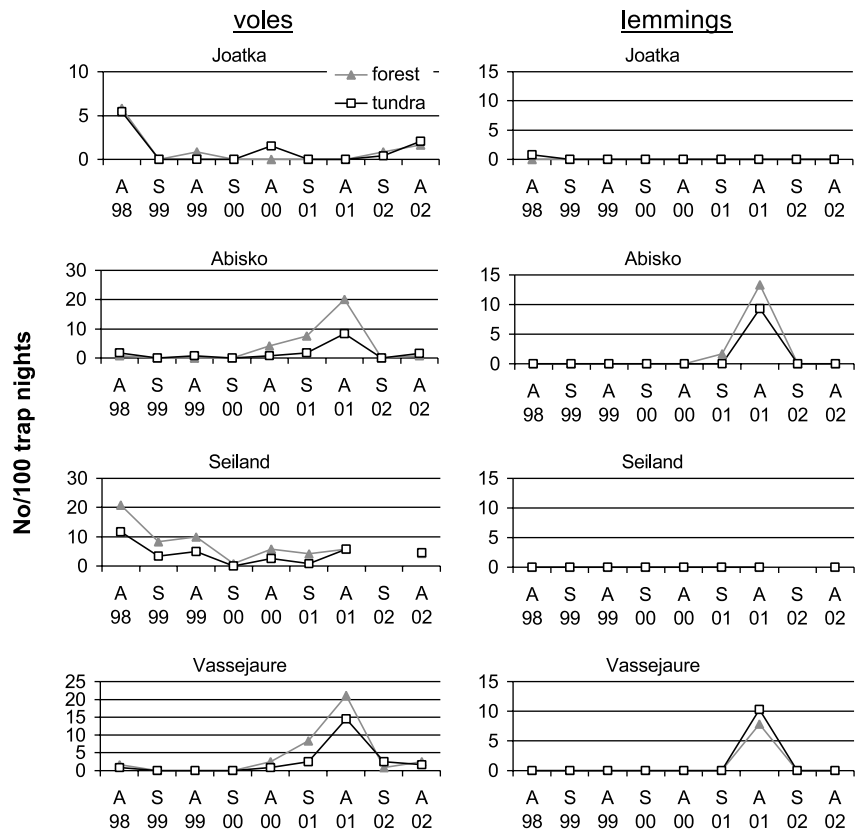 voles
lemmings
No/100 trap nights
Joatka
forest
tundra
10
5
0
A S A S A S A S A
98 99 99 00 00 01 01 02 02
Joatka
15
10
5
0
A S A S A S A S A
98 99 99 00 00 01 01 02 02
Abisko
30
20
10
0
A S A S A S A S A
98 99 99 00 00 01 01 02 02
Abisko
15
10
5
0
A S A S A S A S A
98 99 99 00 00 01 01 02 02
Seiland
30
20
10
0
A S A S A S A S A
98 99 99 00 00 01 01 02 02
Seiland
15
10
5
0
A S A S A S A S A
98 99 99 00 00 01 01 02 02
Vassejaure
25
20
15
10
5
0
A S A S A S A S A
98 99 99 00 00 01 01 02 02
Vassejaure
15
10
5
0
A S A S A S A S A
98 99 99 00 00 01 01 02 02